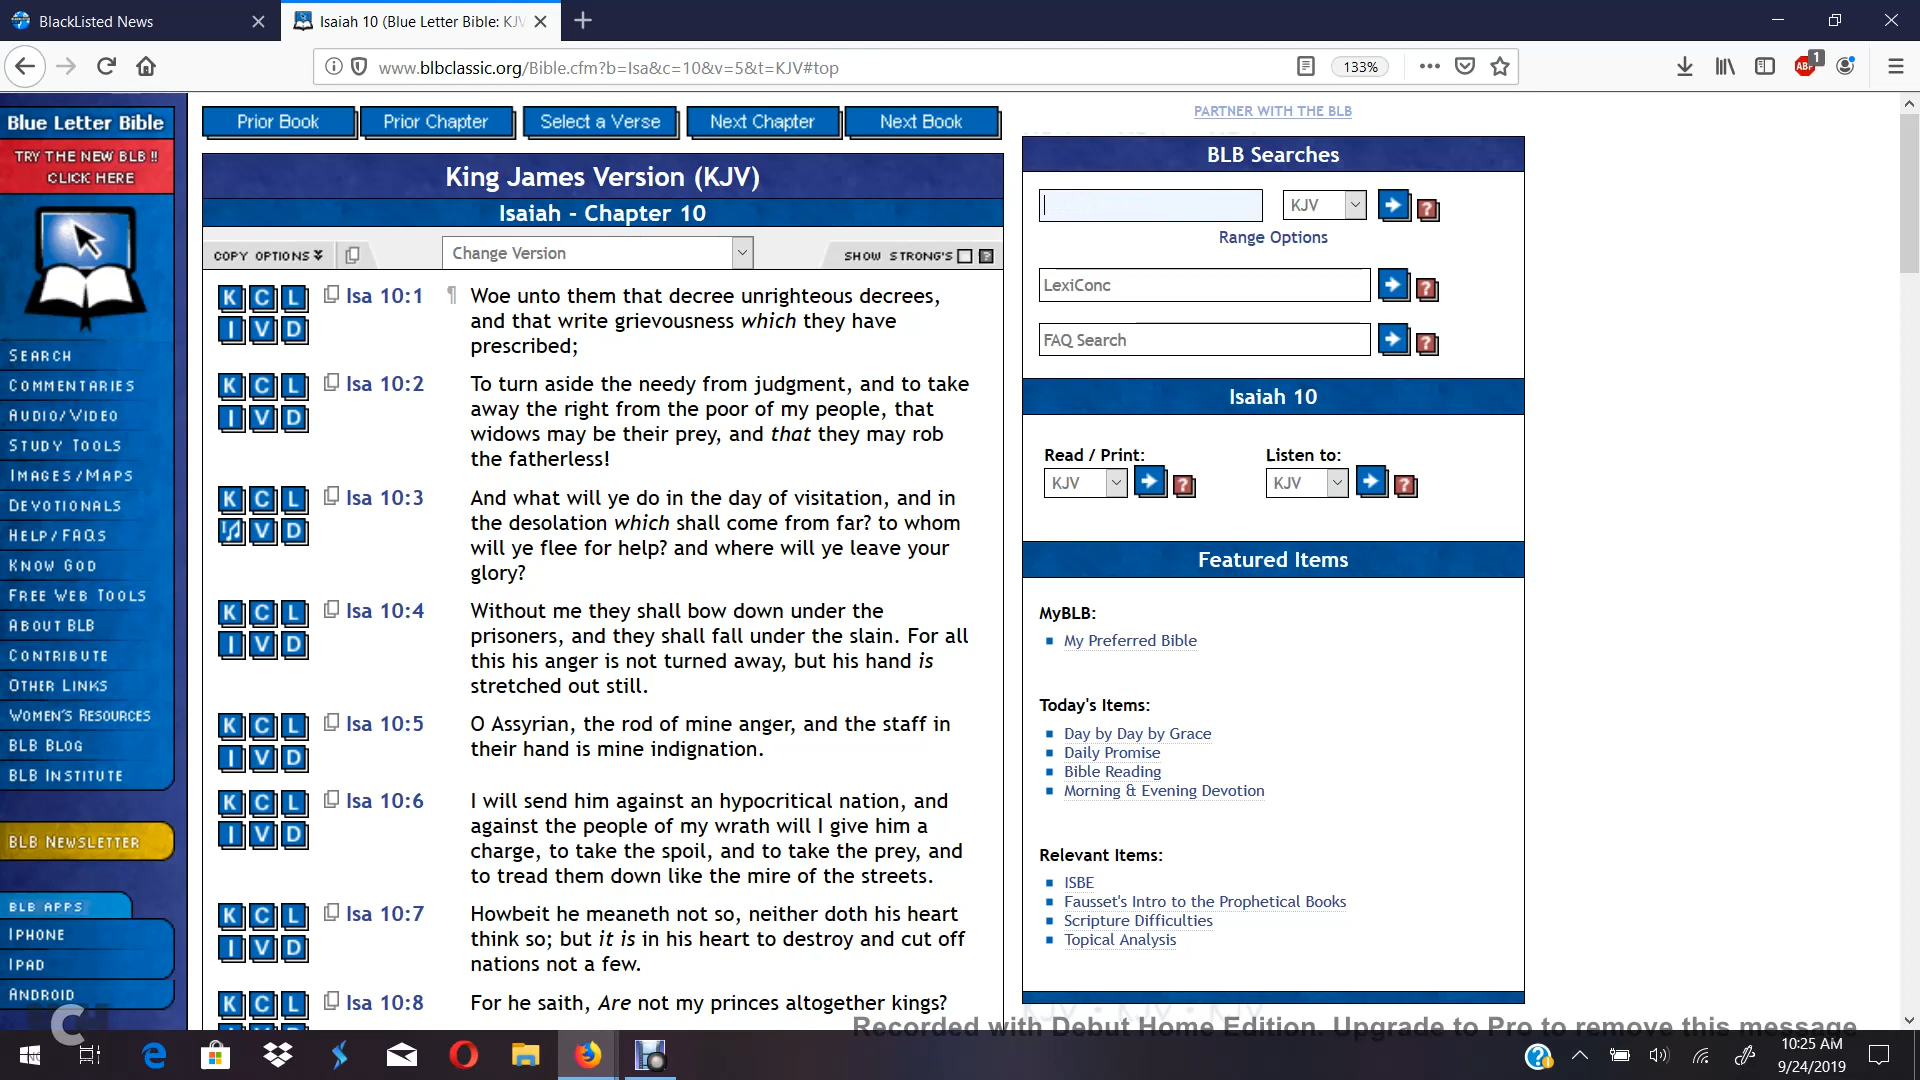 BlackListed News
Isaiah 10 (Blue Letter Bible: KJV
www.blbclassic.org/Bible.cfm?b=Isa&c=10&v=5&t=KJV#top
133%
ABP
1
Blue Letter Bible
TRY THE NEW BLB !!
CLICK HERE
SEARCH
COMMENTARIES
AUDIO/VIDEO
STUDY TOOLS
IMAGES/MAPS
DEVOTIONALS
HELP/FAQS
KNOW GOD
FREE WEB TOOLS
ABOUT BLB
CONTRIBUTE
OTHER LINKS
WOMEN'S RESOURCES
BLB BLOG
BLB INSTITUTE
BLB NEWSLETTER
BLB APPS
IPHONE
IPAD
ANDROID
Prior Book Prior Chapter Select a Verse Next Chapter Next Book
King James Version (KJV)
Isaiah - Chapter 10
COPY OPTIONS Change Version SHOW STRONG'S ?
K C L Isa 10:1 ¶ Woe unto them that decree unrighteous decrees,
I V D and that write grievousness which they have
prescribed;
K C L Isa 10:2 To turn aside the needy from judgment, and to take
I V D away the right from the poor of my people, that
widows may be their prey, and that they may rob
the fatherless!
K C L Isa 10:3 And what will ye do in the day of visitation, and in
V D the desolation which shall come from far? to whom
will ye flee for help? and where will ye leave your
glory?
K C L Isa 10:4 Without me they shall bow down under the
I V D prisoners, and they shall fall under the slain. For all
this his anger is not turned away, but his hand is
stretched out still.
K C L Isa 10:5 O Assyrian, the rod of mine anger, and the staff in
I V D their hand is mine indignation.
K C L Isa 10:6 I will send him against an hypocritical nation, and
I V D against the people of my wrath will I give him a
charge, to take the spoil, and to take the prey, and
to tread them down like the mire of the streets.
K C L Isa 10:7 Howbeit he meaneth not so, neither doth his heart
I V D think so; but it is in his heart to destroy and cut off
nations not a few.
K C L Isa 10:8 For he saith, Are not my princes altogether kings?
PARTNER WITH THE BLB
BLB Searches
KJV ?
Range Options
LexiConc ?
FAQ Search ?
Isaiah 10
Read / Print: Listen to:
KJV ? KJV ?
Featured Items
MyBLB:
My Preferred Bible
Today's Items:
Day by Day by Grace
Daily Promise
Bible Reading
Morning & Evening Devotion
Relevant Items:
ISBE
Fausset's Intro to the Prophetical Books
Scripture Difficulties
Topical Analysis
Recorded with Debut Home Edition. Upgrade to Pro to remove this message
10:25 AM
9/24/2019